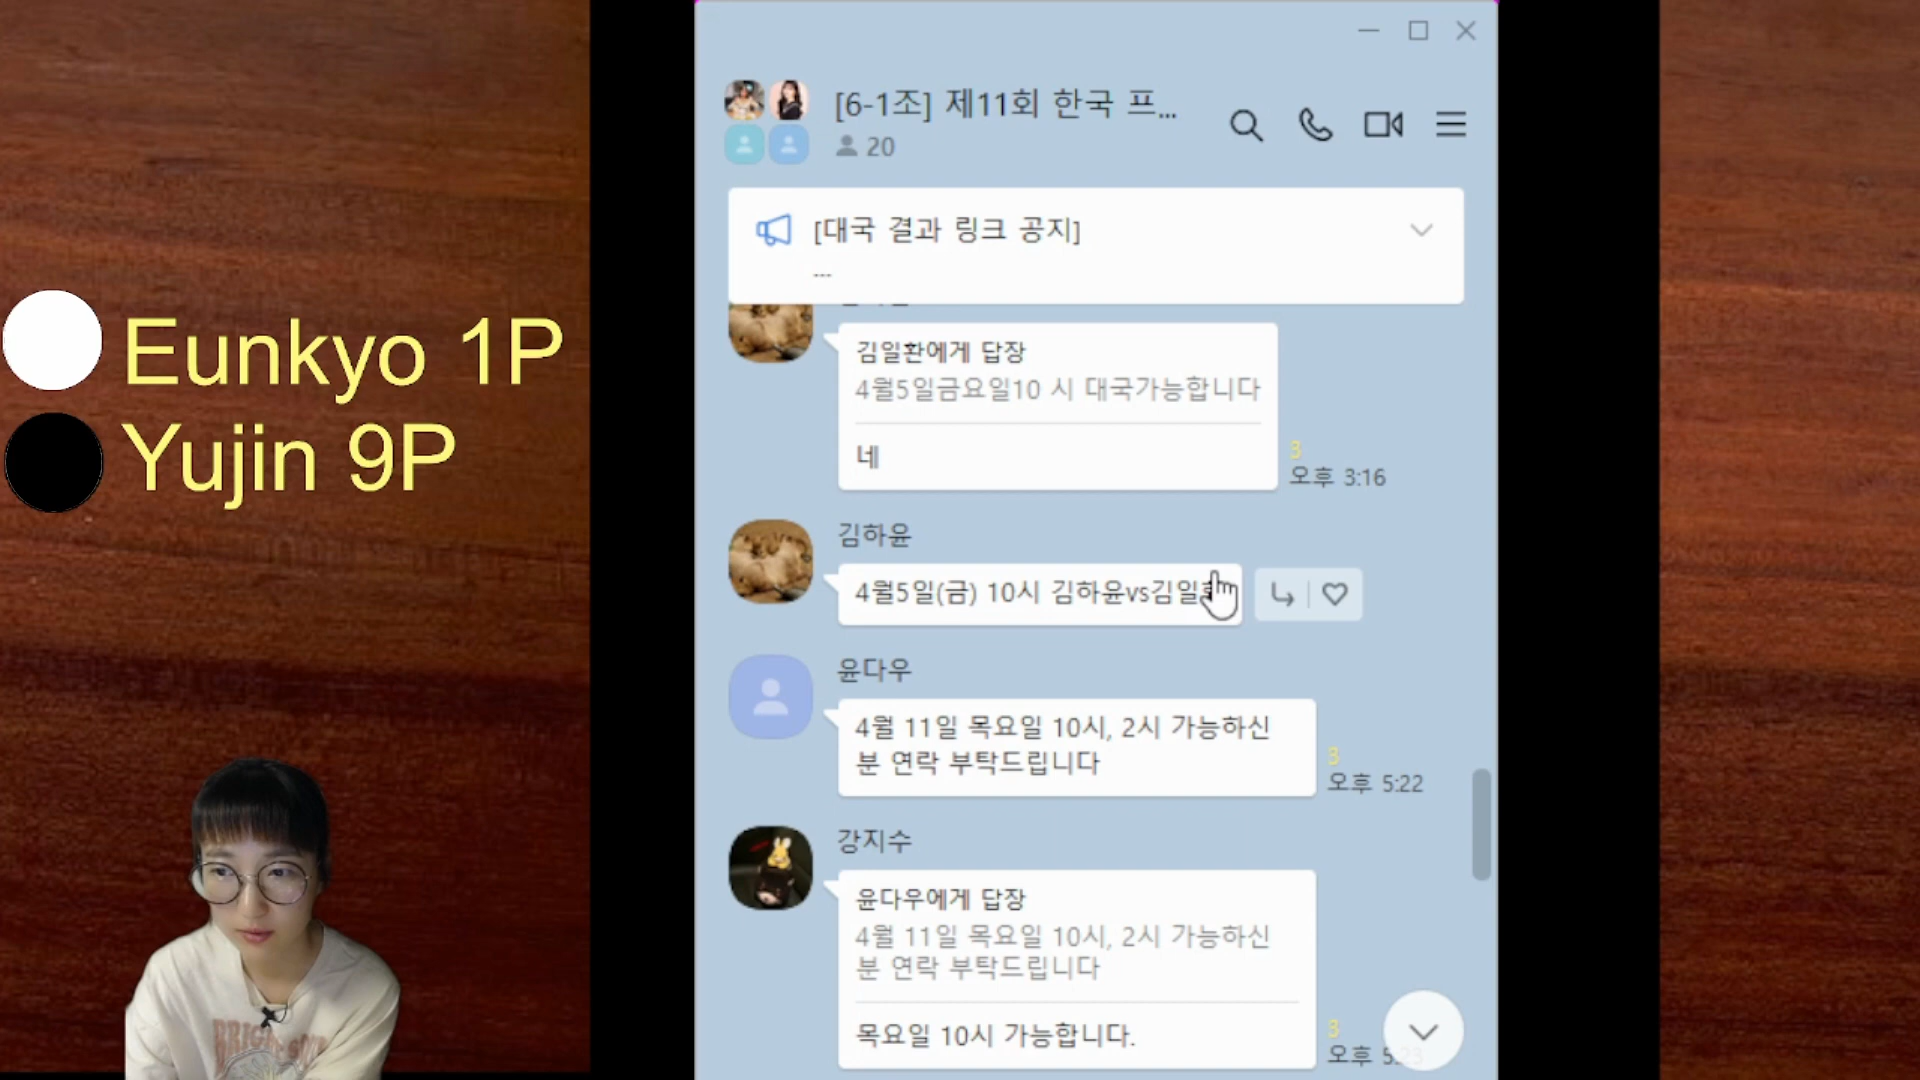 Eunkyo 1P
Yujin 9P
[6-1조] 제11회 한국 프...
20
[대국 결과 링크 공지]
...
김일환에게 답장
4월5일금요일10 시 대국가능합니다
네
3
오후 3:16
김하윤
4월5일(금) 10시 김하윤vs김일
윤다우
4월 11일 목요일 10시, 2시 가능하신
분 연락 부탁드립니다
3
오후 5:22
강지수
윤다우에게 답장
4월 11일 목요일 10시, 2시 가능하신
분 연락 부탁드립니다
목요일 10시 가능합니다.
3
오후 5:23